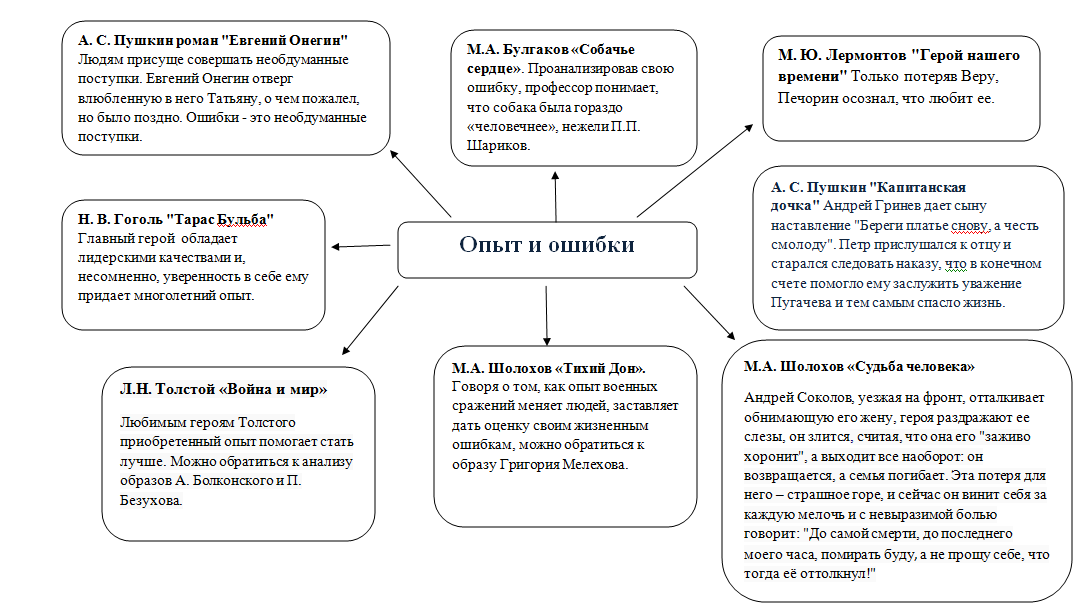 А. С. Пушкин роман "Евгений Онегин"
Людям присуще совершать необдуманные
поступки. Евгений Онегин отверг
влюбленную в него Татьяну, о чем пожалел,
но было поздно. Ошибки - это необдуманные
поступки.
М.А. Булгаков «Собачье
сердце». Проанализировав свою
ошибку, профессор понимает,
что собака была гораздо
«человечнее», нежели П.П.
Шариков.
М. Ю. Лермонтов "Герой нашего
времени" Только потеряв Веру,
Печорин осознал, что любит ее.
Н. В. Гоголь "Тарас Бульба"
Главный герой обладает
лидерскими качествами и,
несомненно, уверенность в себе ему
придает многолетний опыт.
Опыт и ошибки
А. С. Пушкин "Капитанская
дочка" Андрей Гринев дает сыну
наставление "Береги платье снову, а честь
смолоду". Петр прислушался к отцу и
старался следовать наказу, что в конечном
счете помогло ему заслужить уважение
Пугачева и тем самым спасло жизнь.
Л.Н. Толстой «Война и мир»
Любимым героям Толстого
приобретенный опыт помогает стать
лучше. Можно обратиться к анализу
образов А. Болконского и П.
Безухова.
М.А. Шолохов «Тихий Дон».
Говоря о том, как опыт военных
сражений меняет людей, заставляет
дать оценку своим жизненным
ошибкам, можно обратиться к
образу Григория Мелехова.
М.А. Шолохов «Судьба человека»
Андрей Соколов, уезжая на фронт, отталкивает
обнимающую его жену, героя раздражают ее
слезы, он злится, считая, что она его "заживо
хоронит", а выходит все наоборот: он
возвращается, а семья погибает. Эта потеря для
него – страшное горе, и сейчас он винит себя за
каждую мелочь и с невыразимой болью
говорит: "До самой смерти, до последнего
моего часа, помирать буду, а не прощу себе, что
тогда её оттолкнул!"